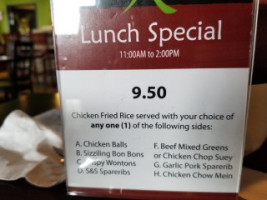 Lunch Special
11:00AM to 2:00PM
9.50
Chicken Fried Rice served with your choice of
any one (1) of the following sides:
A. Chicken Balls
B. Sizzling Bon Bons
C. Crispy Wontons
D. S&S Spareribs
F. Beef Mixed Greens
or Chicken Chop Suey
G. Garlic Pork Sparerib
H. Chicken Chow Mein